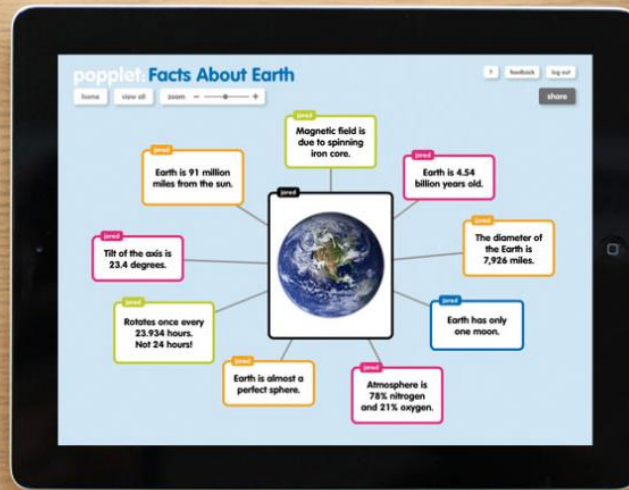 popplet: Facts About Earth
? feedback log out
home view all zoom - +
share
jared
Magnetic field is
due to spinning
iron core.
jared
Earth is 91 million
miles from the sun.
jared
Earth is 4.54
billion years old.
jared
jared
Tilt of the axis is
23.4 degrees.
jared
The diameter of
the Earth is
7,926 miles.
jared
Rotates once every
23.934 hours.
Not 24 hours!
jared
Earth has only
one moon.
jared
Earth is almost a
perfect sphere.
jared
Atmosphere is
78% nitrogen
and 21% oxygen.